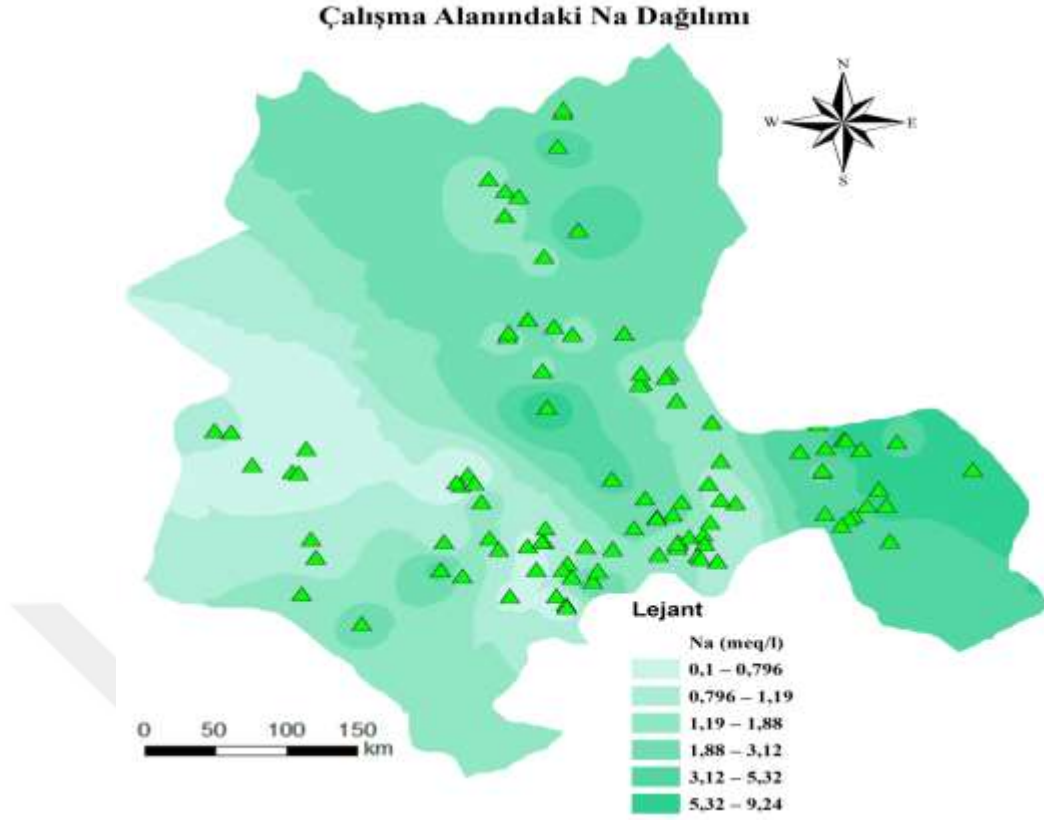 Çalışma Alanındaki Na Dağılımı
N
W
E
S
Lejant
Na (meq/l)
0,1 – 0,796
0,796 – 1,19
1,19 – 1,88
1,88 – 3,12
3,12 – 5,32
5,32 – 9,24
0 50 100 150
km